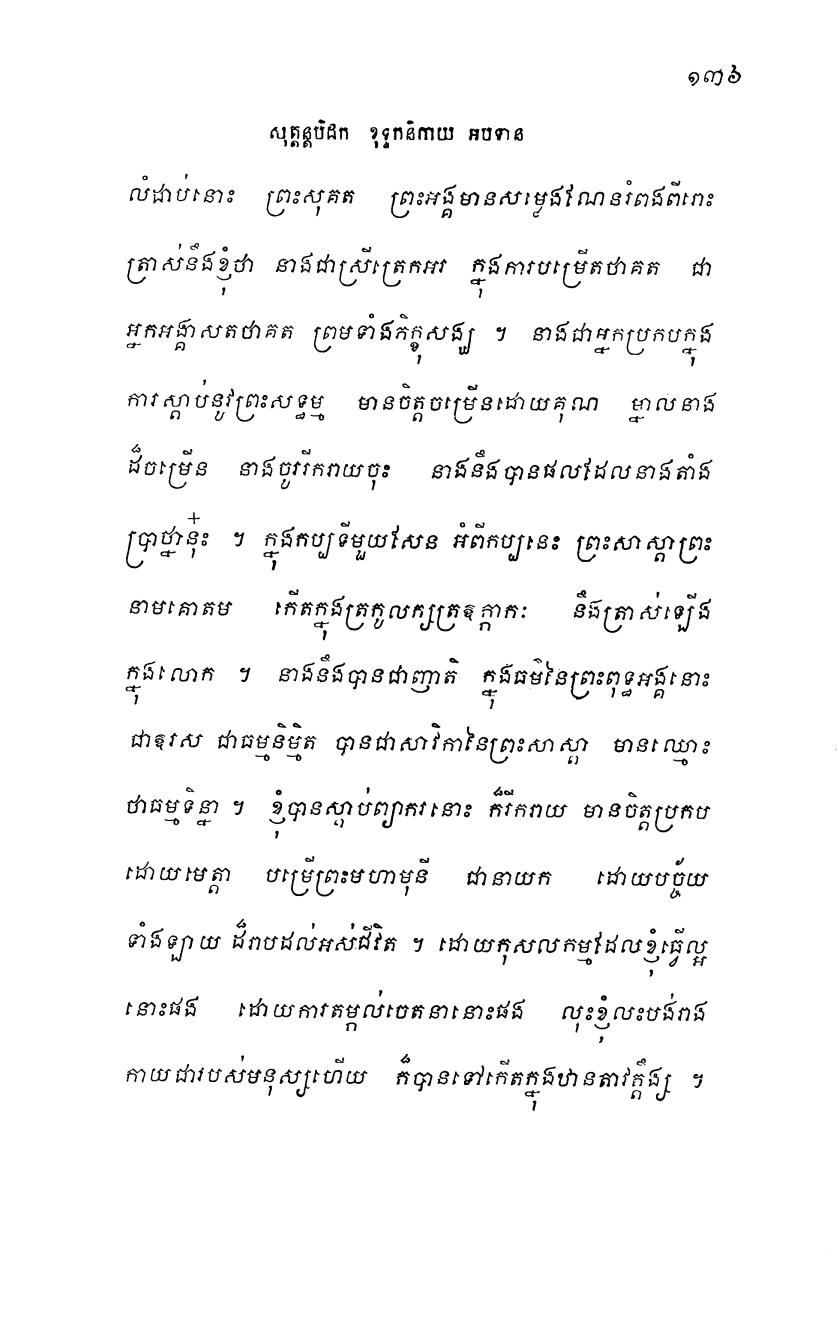 ១៣៦
សុត្តន្តបិដក ខុទ្ទកនិកាយ អបទាន
លំដាប់នោះ ព្រះសុគត ព្រះអង្គមានសម្ឡេងណែនរំពងពីរោះ
ត្រាស់នឹងខ្ញុំថា នាងជាស្រីត្រេកអរ ក្នុងការបម្រើតថាគត ជា
អ្នកអង្គាសតថាគត ព្រមទាំងភិក្ខុសង្ឃ ។ នាងជាអ្នកប្រកបក្នុង
ការស្តាប់នូវព្រះសទ្ធម្ម មានចិត្តចម្រើនដោយគុណ ម្នាលនាង
ដ៏ចម្រើន នាងចូររីករាយចុះ នាងនឹងបានផលដែលនាងតាំង
ប្រាថ្នានុ៎ះ ។ ក្នុងកប្បទីមួយសែន អំពីកប្បនេះ ព្រះសាស្តាព្រះ
នាមគោតម កើតក្នុងត្រកូលក្សត្រឧក្កាកៈ នឹងត្រាស់ឡើង
ក្នុងលោក ។ នាងនឹងបានជាញាតិ ក្នុងធម៌នៃព្រះពុទ្ធអង្គនោះ
ជាឱរស ជាធម្មនិម្មិត បានជាសាវិកានៃព្រះសាស្តា មានឈ្មោះ
ថាធម្មទិន្នា ។ ខ្ញុំបានស្តាប់ព្យាករនោះ ក៏រីករាយ មានចិត្តប្រកប
ដោយមេត្តា បម្រើព្រះមហាមុនី ជានាយក ដោយបច្ច័យ
ទាំងឡាយ ដ៏រាបដល់អស់ជីវិត ។ ដោយកុសលកម្មដែលខ្ញុំធ្វើល្អ
នោះផង ដោយការតម្កល់ចេតនានោះផង លុះខ្ញុំលះបង់រាង
កាយជារបស់មនុស្សហើយ ក៏បានទៅកើតក្នុងឋានតាវត្តឹង្ស ។